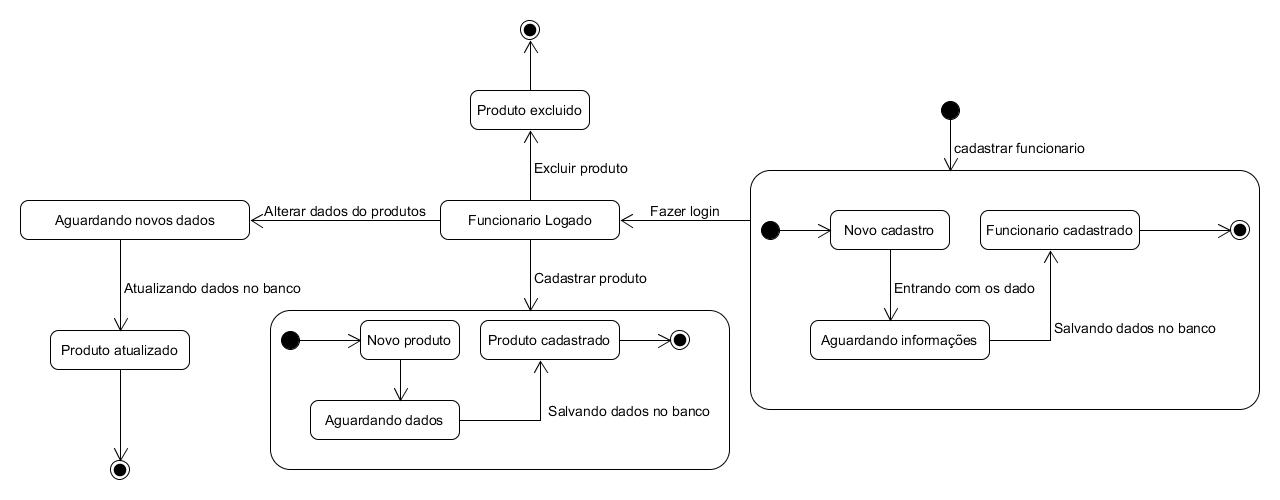 Produto excluido
cadastrar funcionario
Excluir produto
Aguardando novos dados
Alterar dados do produtos
Funcionario Logado
Fazer login
Novo cadastro
Funcionario cadastrado
Cadastrar produto
Atualizando dados no banco
Entrando com os dado
Salvando dados no banco
Produto atualizado
Novo produto
Produto cadastrado
Aguardando informações
Aguardando dados
Salvando dados no banco